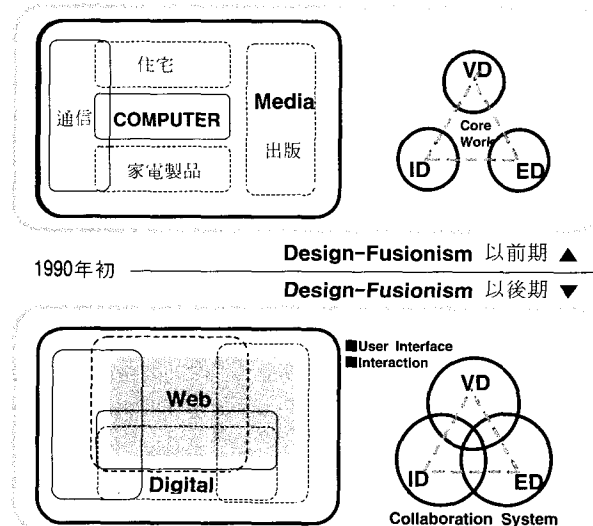 住宅
通信
COMPUTER
家電製品
Media
出版
VD
Core
Work
ID
ED
Design-Fusionism 以前期 ▲
1990年初
Design-Fusionism 以後期 ▼
■User Interface
■Interaction
Web
Digital
VD
ID
ED
Collaboration System